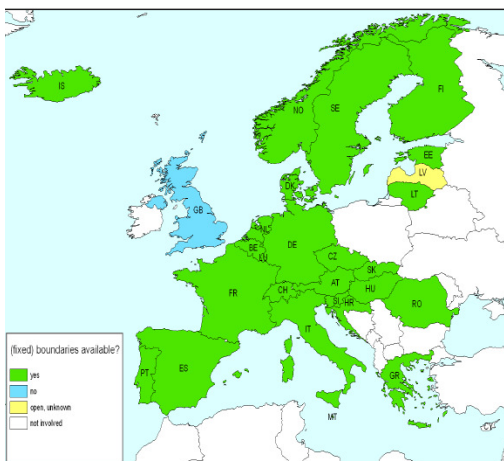 IS
NO
SE
FI
EE
LV
LT
DK
GB
NL
BE
LU
DE
CZ
SK
FR
CH
AT
HU
SI
HR
RO
IT
PT
ES
GR
MT
(fixed) boundaries available?
yes
no
open, unknown
not involved